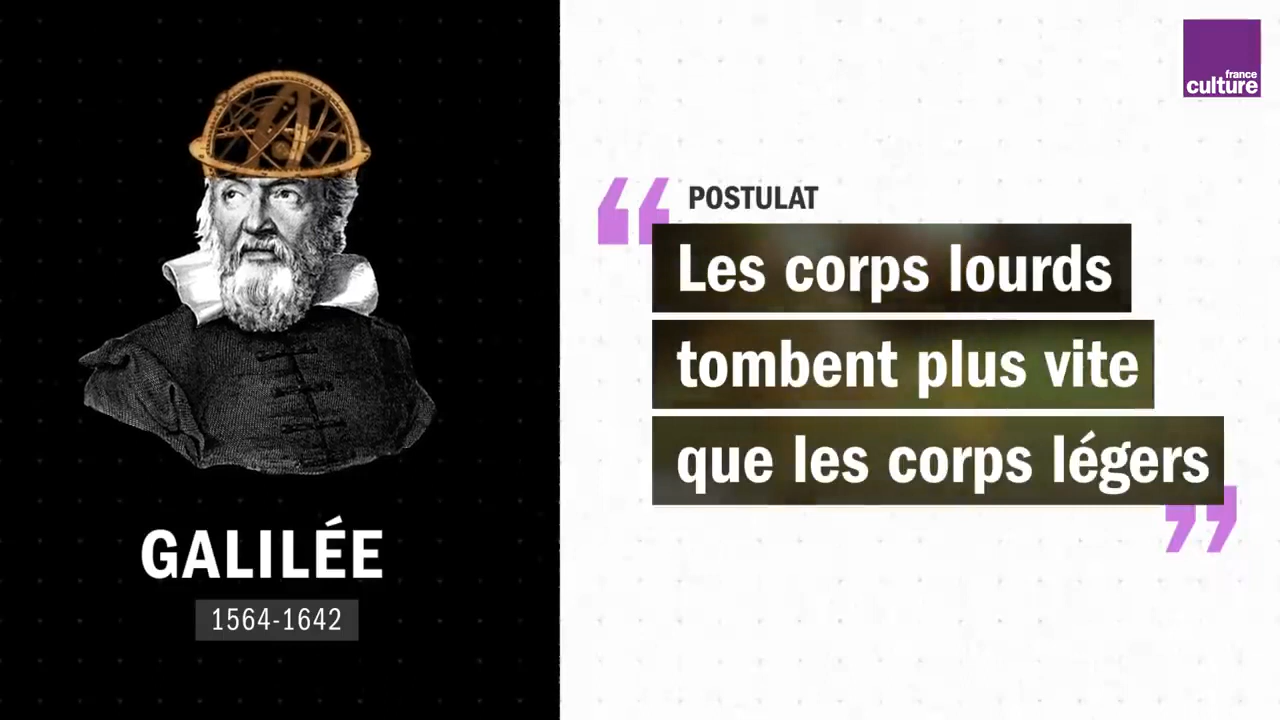 GALILÉE
1564-1642
france
culture
POSTULAT
Les corps lourds
tombent plus vite
que les corps légers